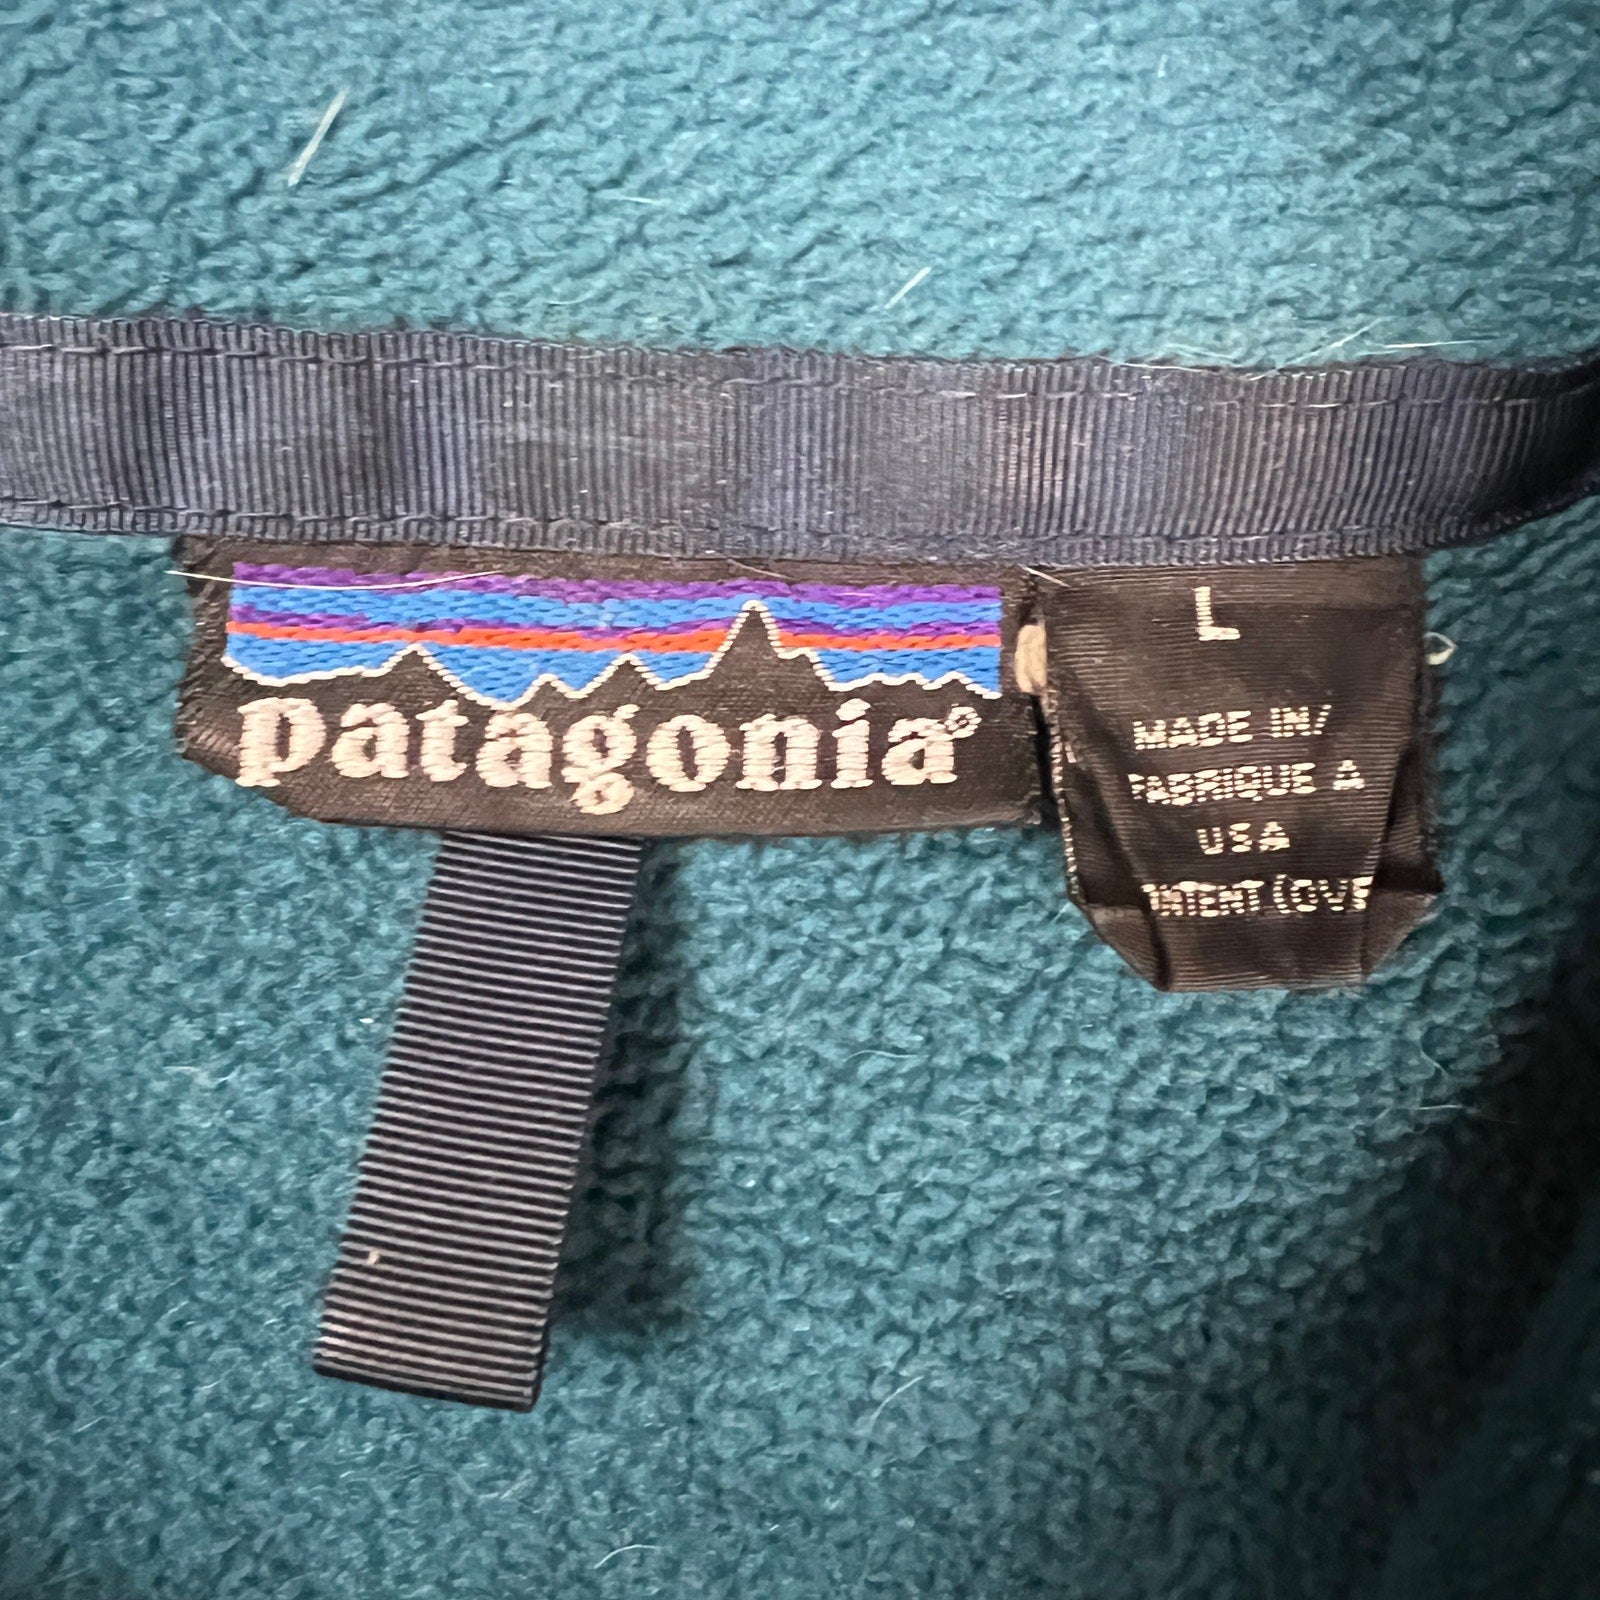 patagonia®
L
MADE IN/
FABRIQUE A
USA